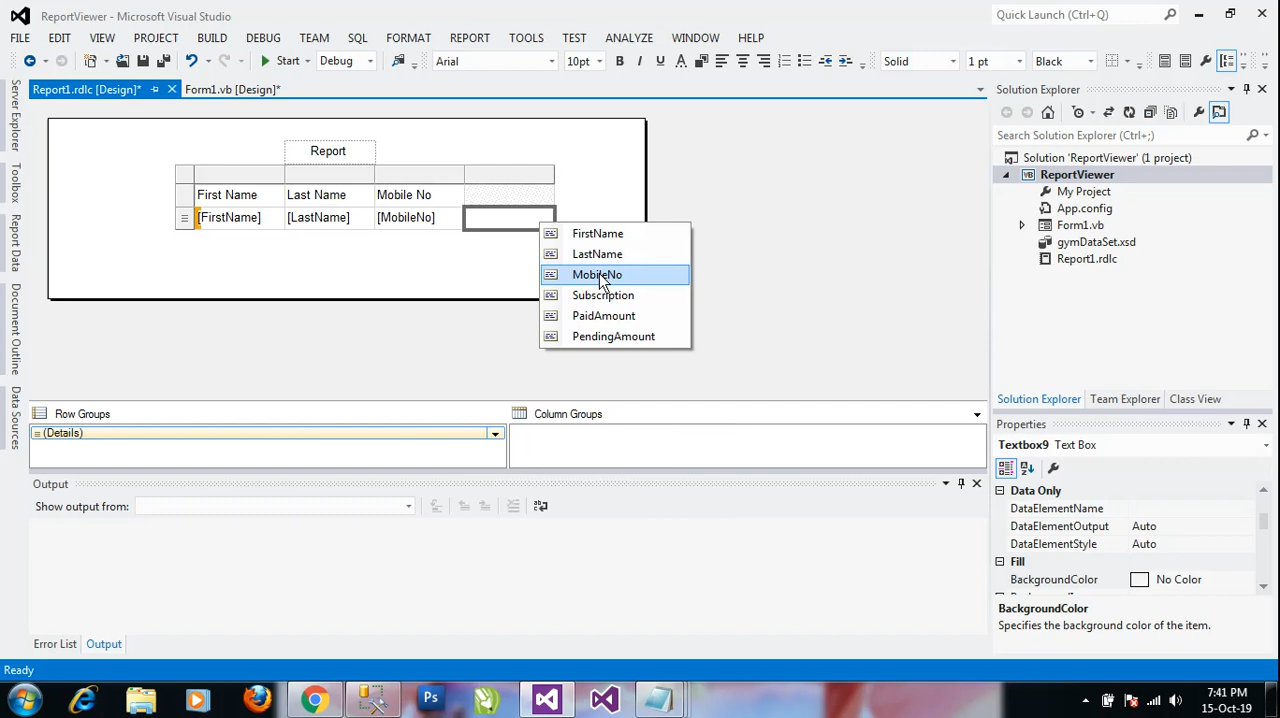 ReportViewer - Microsoft Visual Studio
Quick Launch (Ctrl+Q)
FILE EDIT VIEW PROJECT BUILD DEBUG TEAM SQL FORMAT REPORT TOOLS TEST ANALYZE WINDOW HELP
Start Debug Arial 10pt B I U A Solid 1 pt Black
Report1.rdlc [Design]* Form1.vb [Design]*
Server Explorer
Toolbox
Report Data
Document Outline
Data Sources
Report
First Name Last Name Mobile No
[FirstName] [LastName] [MobileNo]
FirstName
LastName
MobileNo
Subscription
PaidAmount
PendingAmount
Row Groups Column Groups
(Details)
Output
Show output from:
Error List Output
Solution Explorer
Search Solution Explorer (Ctrl+;)
Solution 'ReportViewer' (1 project)
VB ReportViewer
My Project
App.config
Form1.vb
gymDataSet.xsd
Report1.rdlc
Solution Explorer Team Explorer Class View
Properties
Textbox9 Text Box
Data Only
DataElementName
DataElementOutput Auto
DataElementStyle Auto
Fill
BackgroundColor No Color
BackgroundColor
Specifies the background color of the item.
Ready
Ps
7:41 PM
15-Oct-19